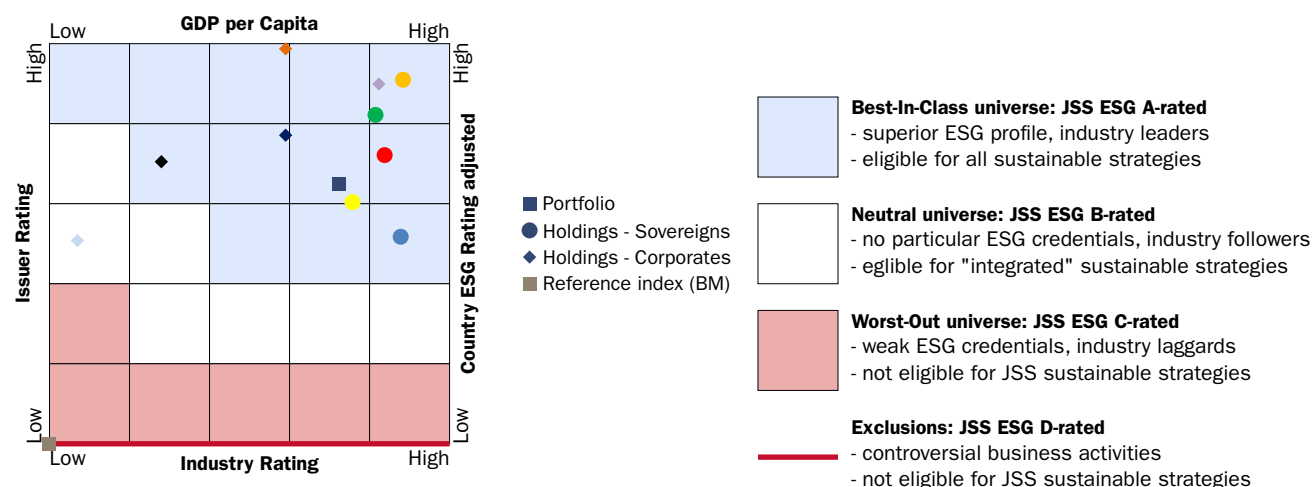 GDP per Capita
Low
High
High
High
Issuer Rating
Country ESG Rating adjusted
Low
Low
Low
High
Industry Rating
Portfolio
Holdings - Sovereigns
Holdings - Corporates
Reference index (BM)
Best-In-Class universe: JSS ESG A-rated
- superior ESG profile, industry leaders
- eligible for all sustainable strategies
Neutral universe: JSS ESG B-rated
- no particular ESG credentials, industry followers
- eglible for "integrated" sustainable strategies
Worst-Out universe: JSS ESG C-rated
- weak ESG credentials, industry laggards
- not eligible for JSS sustainable strategies
Exclusions: JSS ESG D-rated
- controversial business activities
- not eligible for JSS sustainable strategies